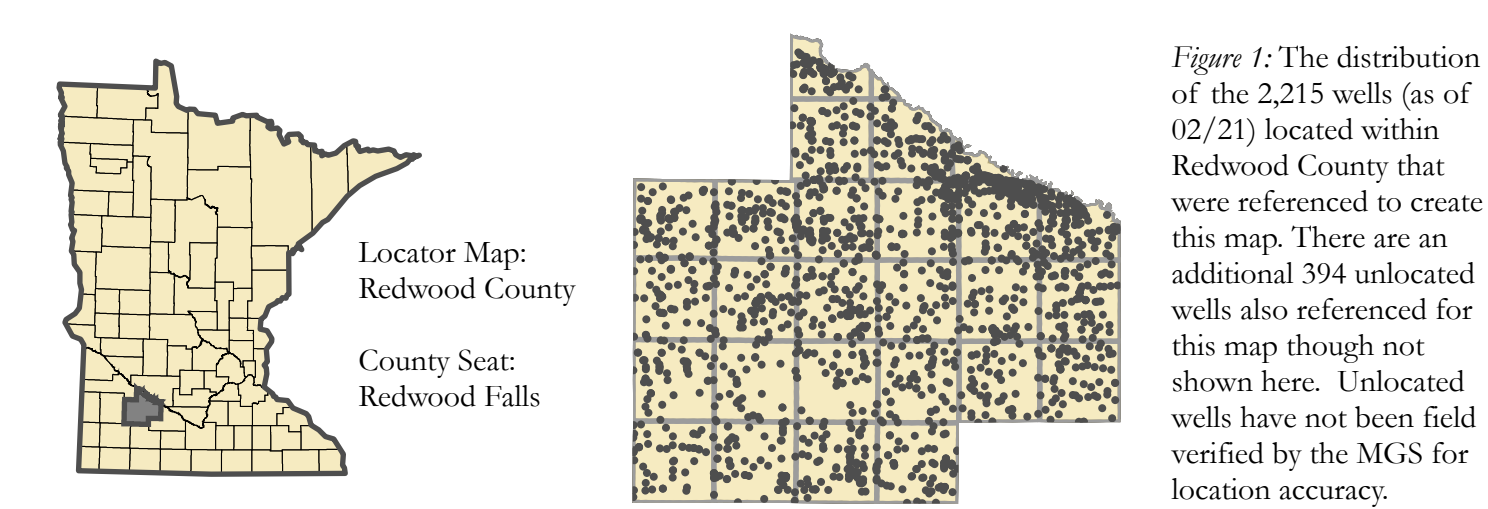 Locator Map:
Redwood County
County Seat:
Redwood Falls
Figure 1: The distribution
of the 2,215 wells (as of
02/21) located within
Redwood County that
were referenced to create
this map. There are an
additional 394 unlocated
wells also referenced for
this map though not
shown here.  Unlocated
wells have not been field
verified by the MGS for
location accuracy.